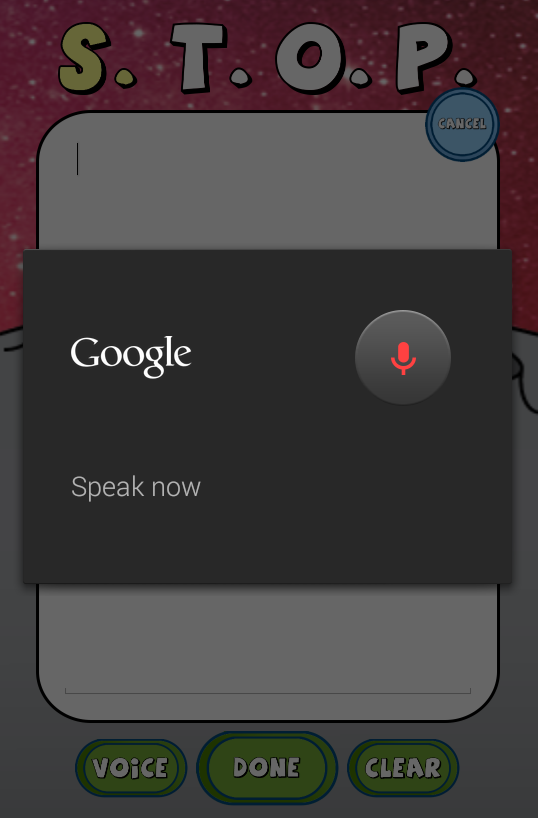 S. T. O. P.
CANCEL
Google
Speak now
VOiCE DONE CLEAR